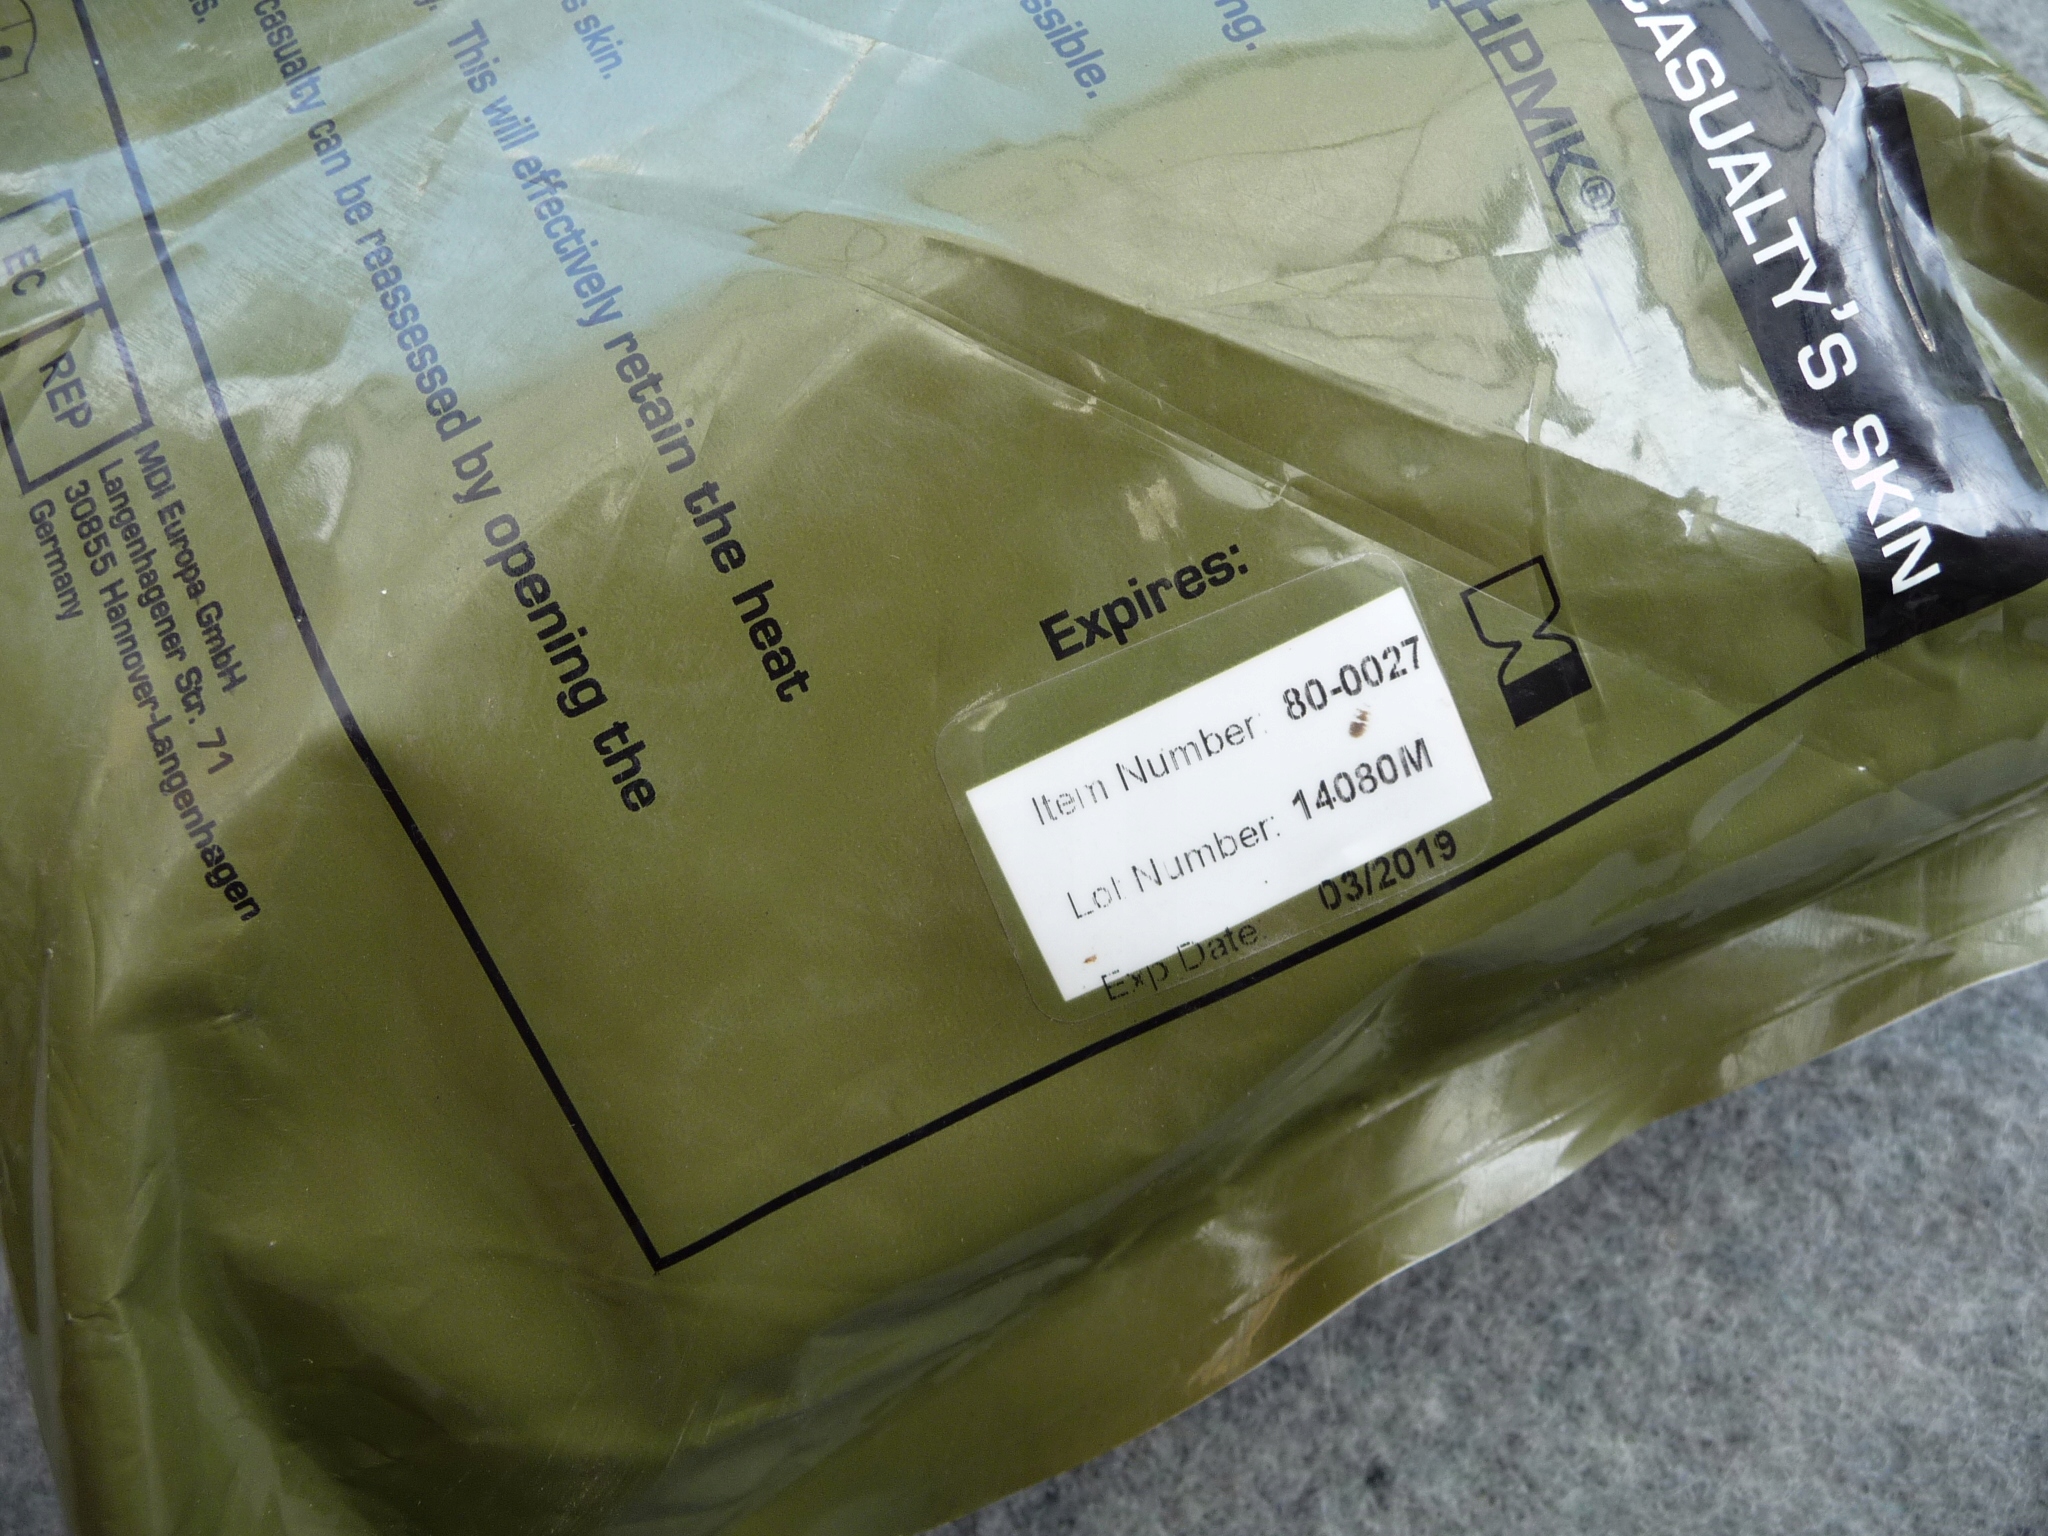 CASUALTY'S SKIN
HPMK®)
ng.
ssible.
s skin.
This will effectively retain the heat
s.
casualty can be reassessed by opening the
Expires:
Item Number: 80-0027
Lot Number: 14080M
Exp Date: 03/2019
EC REP
MDI Europa GmbH
Langenhagener Str. 71
30855 Hannover-Langenhagen
Germany